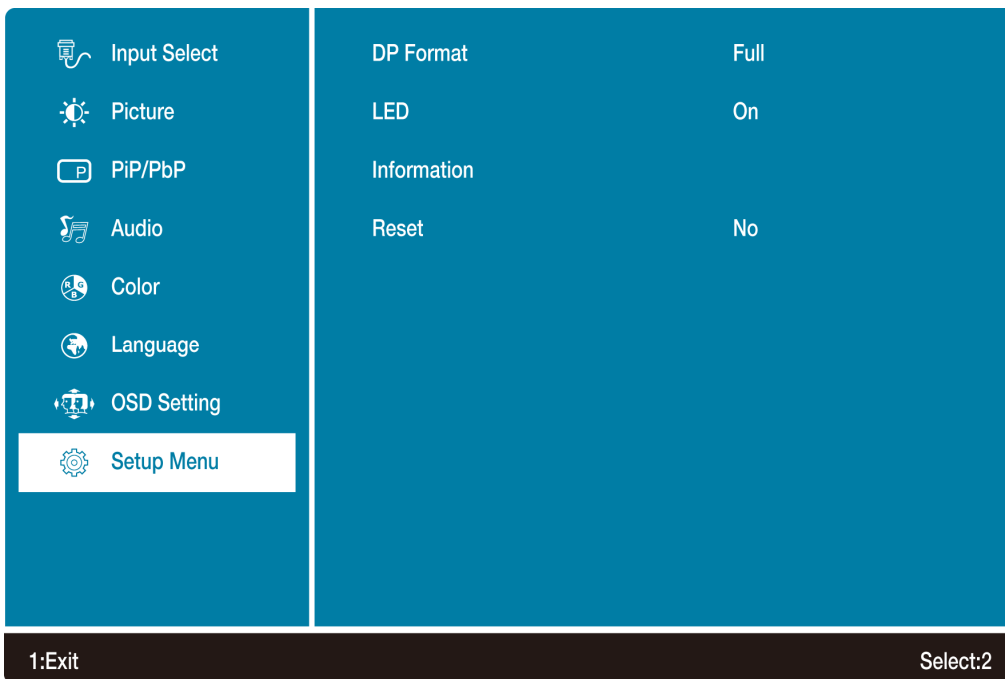 Input Select
Picture
P PiP/PbP
Audio
R G B Color
Language
OSD Setting
Setup Menu
DP Format Full
LED On
Information
Reset No
1:Exit Select:2